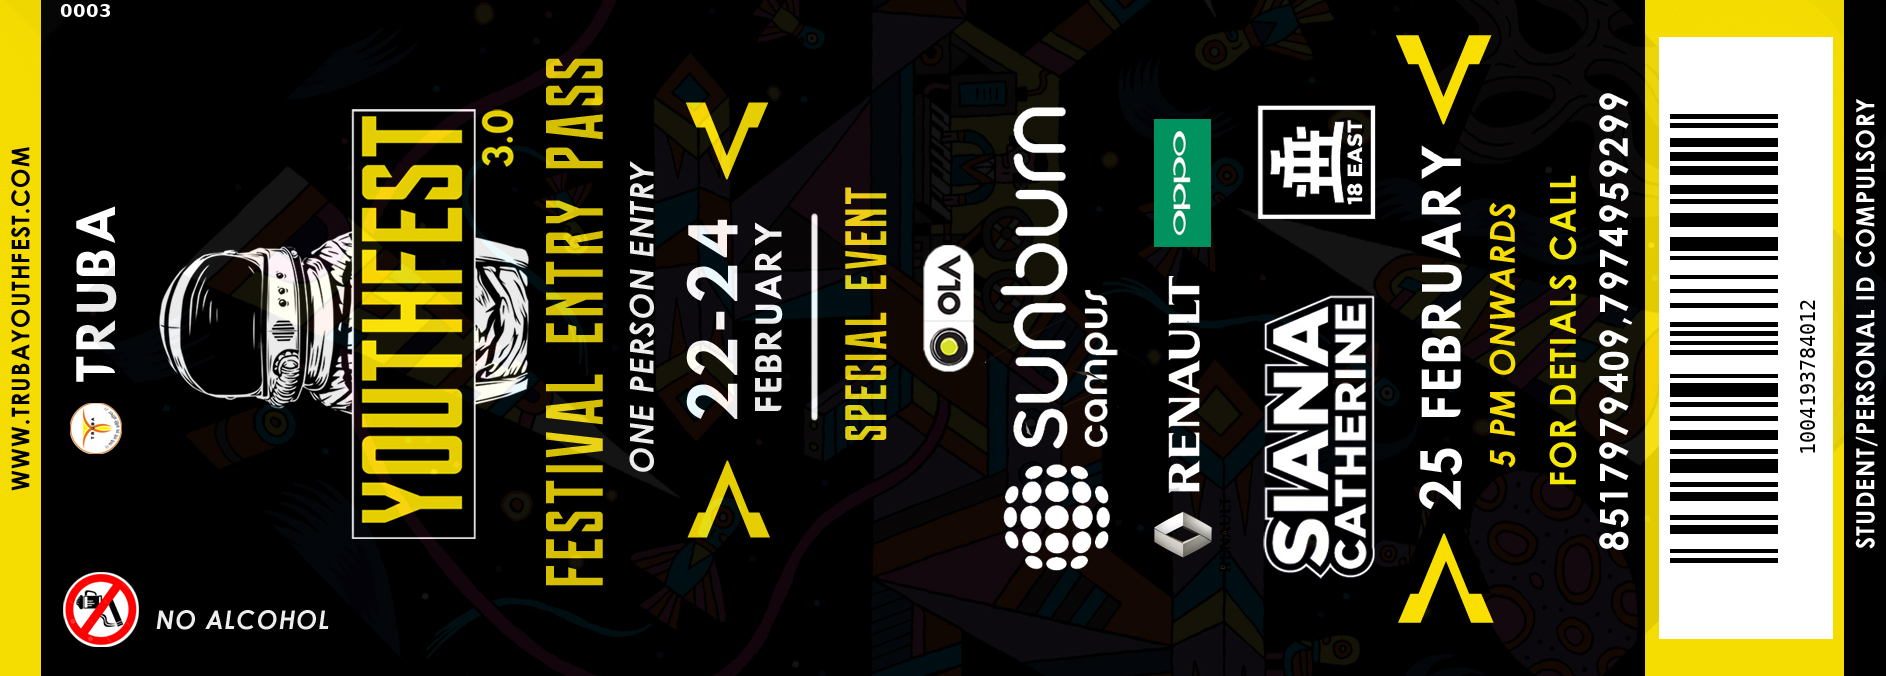 0003
WWW.TRUBAYOUTHFEST.COM
TRUBA
NO ALCOHOL
YOUTHFEST
3.0
FESTIVAL ENTRY PASS
ONE PERSON ENTRY
22-24
FEBRUARY
SPECIAL EVENT
OLA
sunburn
campus
RENAULT
oppo
SIANA
CATHERINE
18 EAST
25 FEBRUARY
5 PM ONWARDS
FOR DETIALS CALL
8517979409,7974959299
1004193784012
STUDENT/PERSONAL ID COMPULSORY